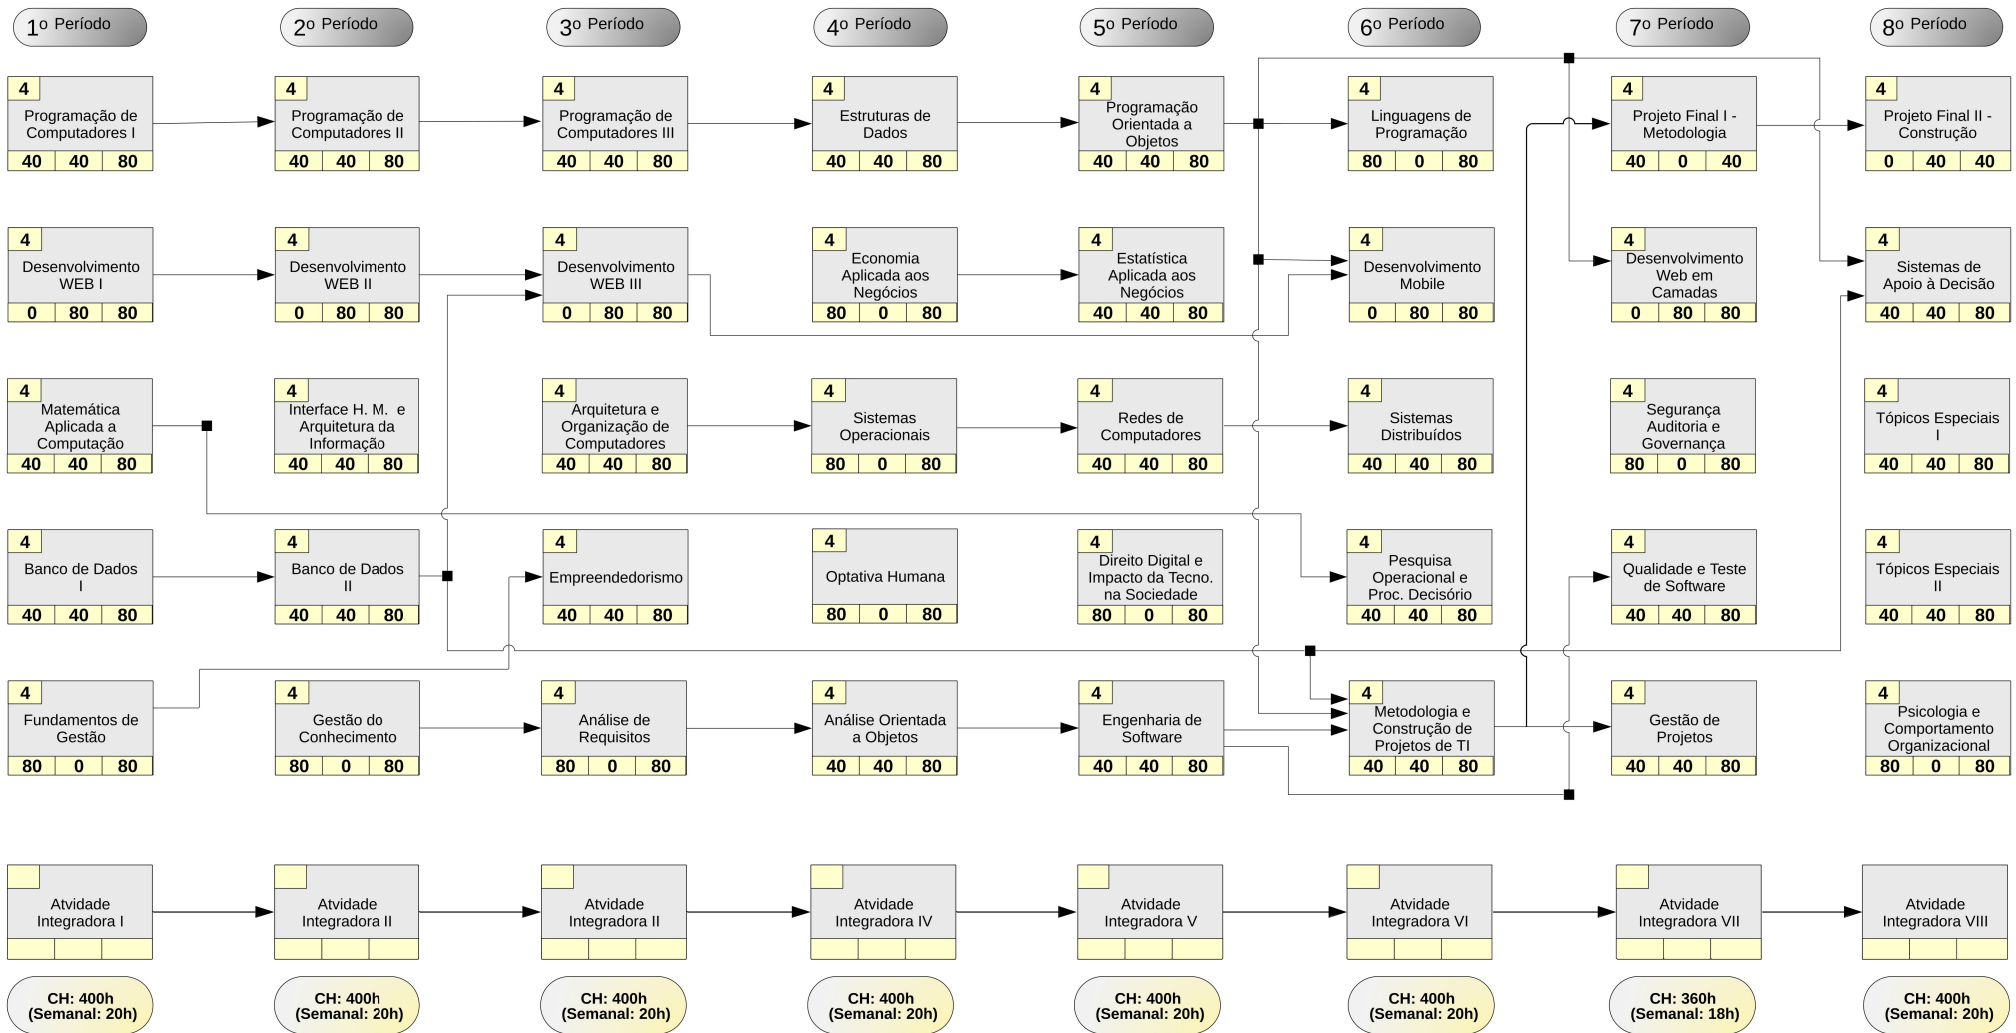 1º Período
2º Período
3º Período
4º Período
5º Período
6º Período
7º Período
8º Período
4
Programação de
Computadores I
40 40 80
4
Programação de
Computadores II
40 40 80
4
Programação de
Computadores III
40 40 80
4
Estruturas de
Dados
40 40 80
4
Programação
Orientada a
Objetos
40 40 80
4
Linguagens de
Programação
80 0 80
4
Projeto Final I -
Metodologia
40 0 40
4
Projeto Final II -
Construção
0 40 40
4
Desenvolvimento
WEB I
0 80 80
4
Desenvolvimento
WEB II
0 80 80
4
Desenvolvimento
WEB III
0 80 80
4
Economia
Aplicada aos
Negócios
80 0 80
4
Estatística
Aplicada aos
Negócios
40 40 80
4
Desenvolvimento
Mobile
0 80 80
4
Desenvolvimento
Web em
Camadas
0 80 80
4
Sistemas de
Apoio à Decisão
40 40 80
4
Matemática
Aplicada a
Computação
40 40 80
4
Interface H. M. e
Arquitetura da
Informação
40 40 80
4
Arquitetura e
Organização de
Computadores
40 40 80
4
Sistemas
Operacionais
80 0 80
4
Redes de
Computadores
40 40 80
4
Sistemas
Distribuídos
40 40 80
4
Segurança
Auditoria e
Governança
80 0 80
4
Tópicos Especiais
I
40 40 80
4
Banco de Dados
I
40 40 80
4
Banco de Dados
II
40 40 80
4
Empreendedorismo
40 40 80
4
Optativa Humana
80 0 80
4
Direito Digital e
Impacto da Tecno.
na Sociedade
80 0 80
4
Pesquisa
Operacional e
Proc. Decisório
40 40 80
4
Qualidade e Teste
de Software
40 40 80
4
Tópicos Especiais
II
40 40 80
4
Fundamentos de
Gestão
80 0 80
4
Gestão do
Conhecimento
80 0 80
4
Análise de
Requisitos
80 0 80
4
Análise Orientada
a Objetos
40 40 80
4
Engenharia de
Software
40 40 80
4
Metodologia e
Construção de
Projetos de TI
40 40 80
4
Gestão de
Projetos
40 40 80
4
Psicologia e
Comportamento
Organizacional
80 0 80
Atvidade
Integradora I
Atvidade
Integradora II
Atvidade
Integradora II
Atvidade
Integradora IV
Atvidade
Integradora V
Atvidade
Integradora VI
Atvidade
Integradora VII
Atvidade
Integradora VIII
CH: 400h
(Semanal: 20h)
CH: 400h
(Semanal: 20h)
CH: 400h
(Semanal: 20h)
CH: 400h
(Semanal: 20h)
CH: 400h
(Semanal: 20h)
CH: 400h
(Semanal: 20h)
CH: 360h
(Semanal: 18h)
CH: 400h
(Semanal: 20h)